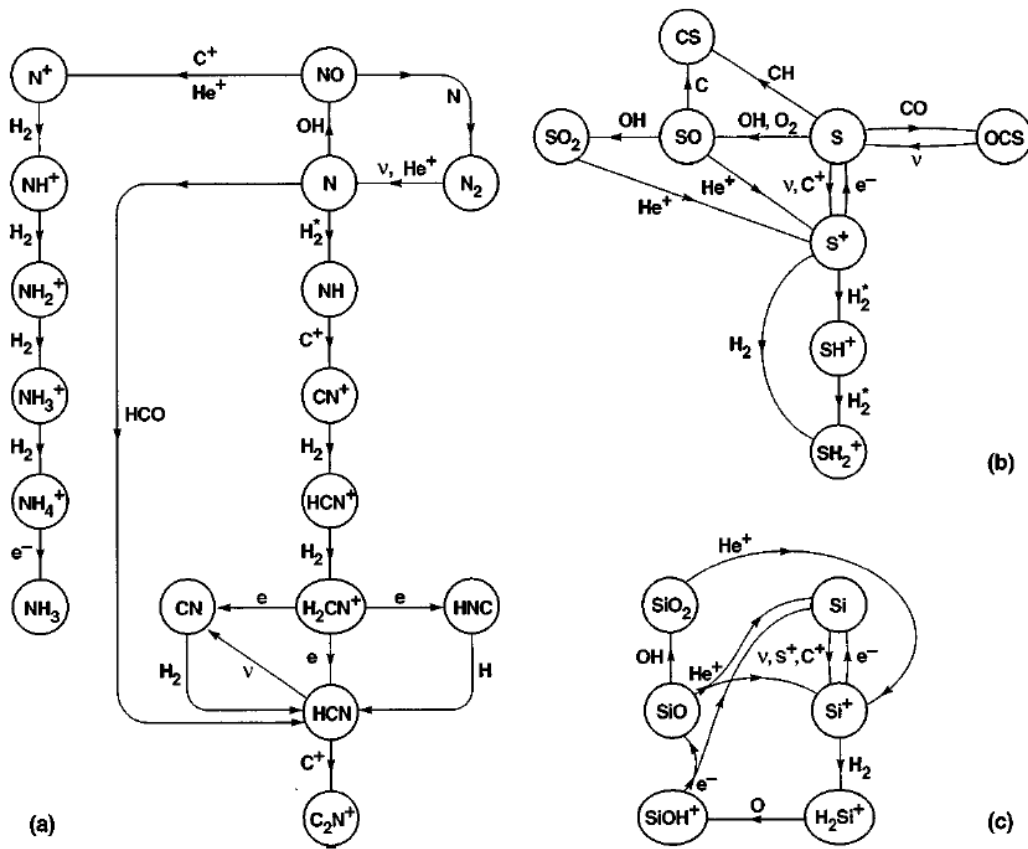 C⁺
N⁺ NO
He⁺ N
H₂ OH
NH⁺ N ν, He⁺ N₂
H₂ H₂*
NH₂⁺ NH
H₂ C⁺
NH₃⁺ CN⁺
HCO
H₂ H₂
NH₄⁺ HCN⁺
e⁻ H₂
NH₃ CN e H₂CN⁺ e HNC
H₂ ν e H
HCN
C⁺
C₂N⁺
(a)
CS
C CH
SO₂ OH SO OH, O₂ S CO OCS
ν
He⁺ He⁺ ν, C⁺ e⁻
S⁺
H₂*
H₂ SH⁺
H₂*
SH₂⁺
(b)
He⁺
SiO₂ Si
OH He⁺ ν, S⁺, C⁺ e⁻
SiO Si⁺
e⁻ H₂
SiOH⁺ O H₂Si⁺
(c)